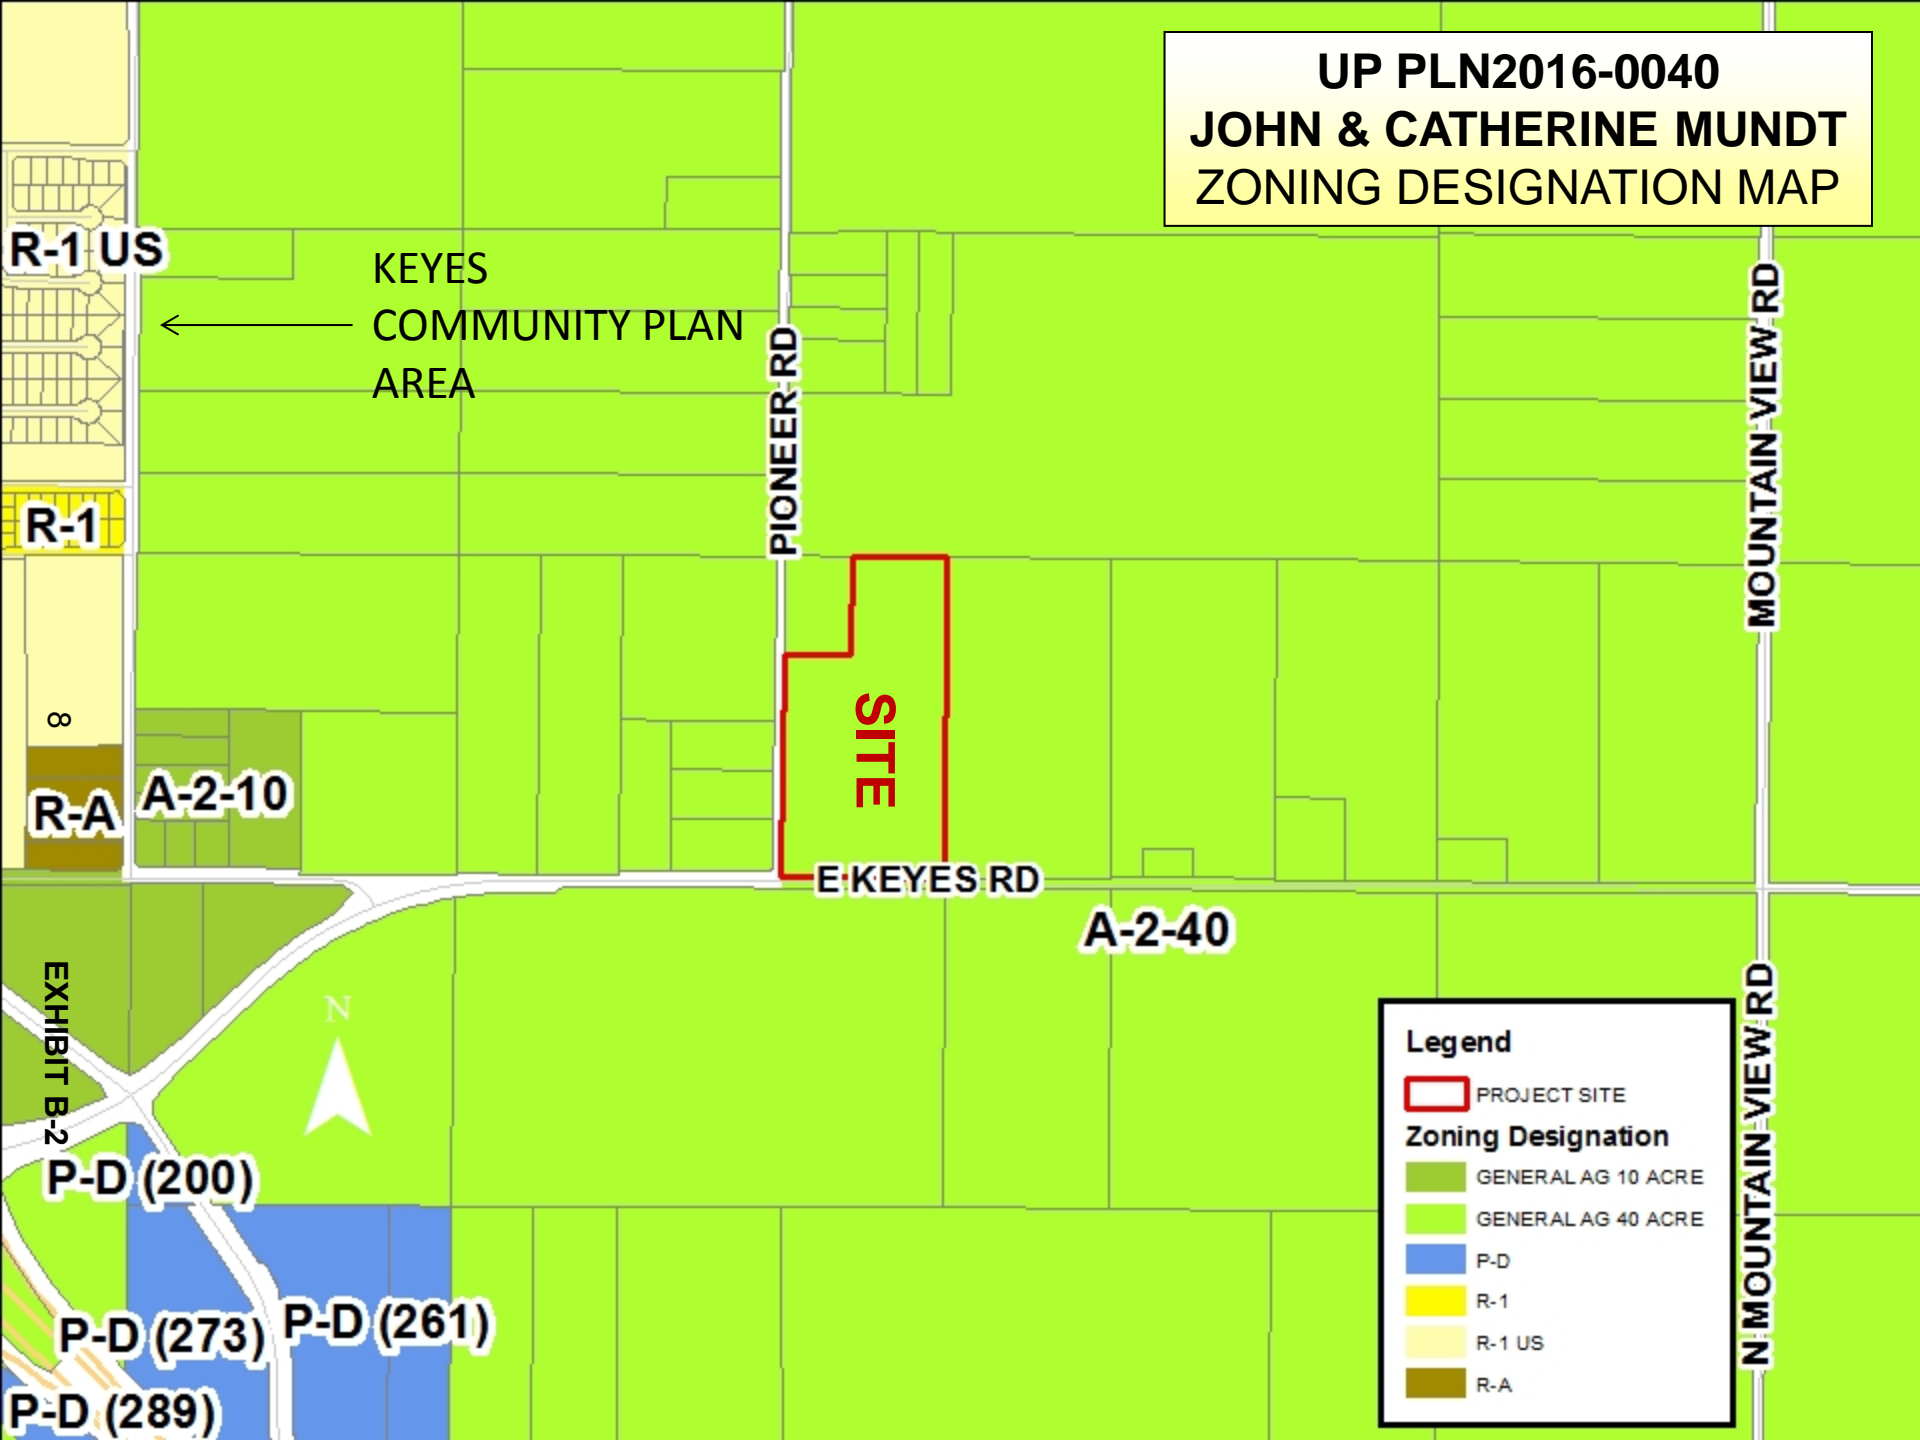 UP PLN2016-0040
JOHN & CATHERINE MUNDT
ZONING DESIGNATION MAP
R-1 US
KEYES
COMMUNITY PLAN
AREA
PIONEER RD
MOUNTAIN VIEW RD
R-1
SITE
8
R-A
A-2-10
E KEYES RD
A-2-40
EXHIBIT B-2
N
N MOUNTAIN VIEW RD
P-D (200)
P-D (273)
P-D (261)
P-D (289)
Legend
PROJECT SITE
Zoning Designation
GENERAL AG 10 ACRE
GENERAL AG 40 ACRE
P-D
R-1
R-1 US
R-A